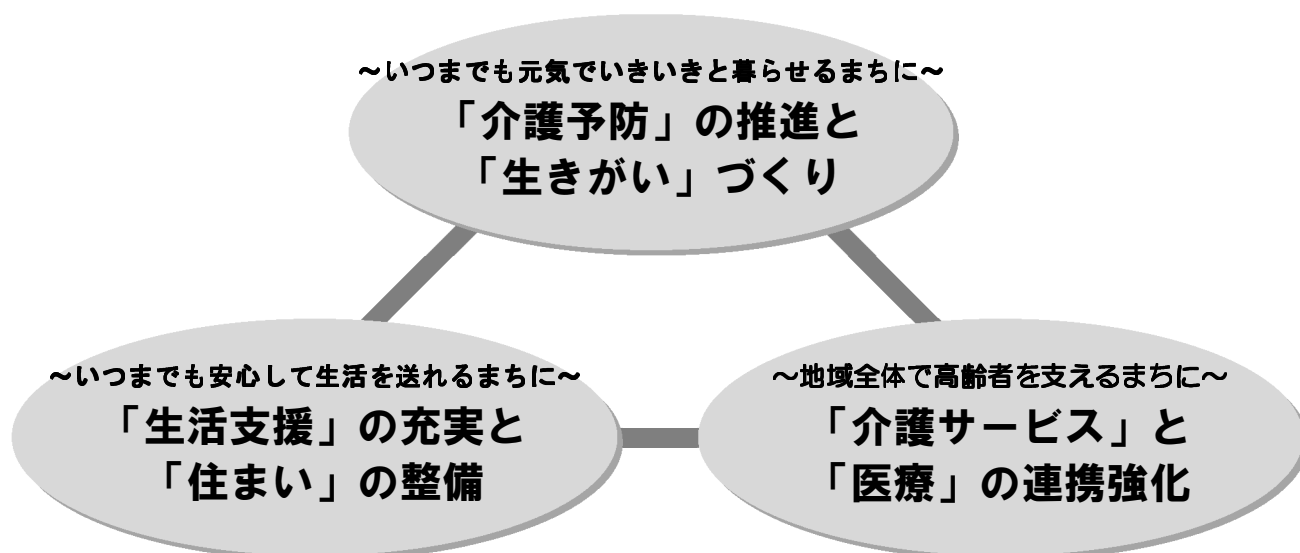 ～いつまでも元気でいきいきと暮らせるまちに～
「介護予防」の推進と
「生きがい」づくり
～いつまでも安心して生活を送れるまちに～
「生活支援」の充実と
「住まい」の整備
～地域全体で高齢者を支えるまちに～
「介護サービス」と
「医療」の連携強化